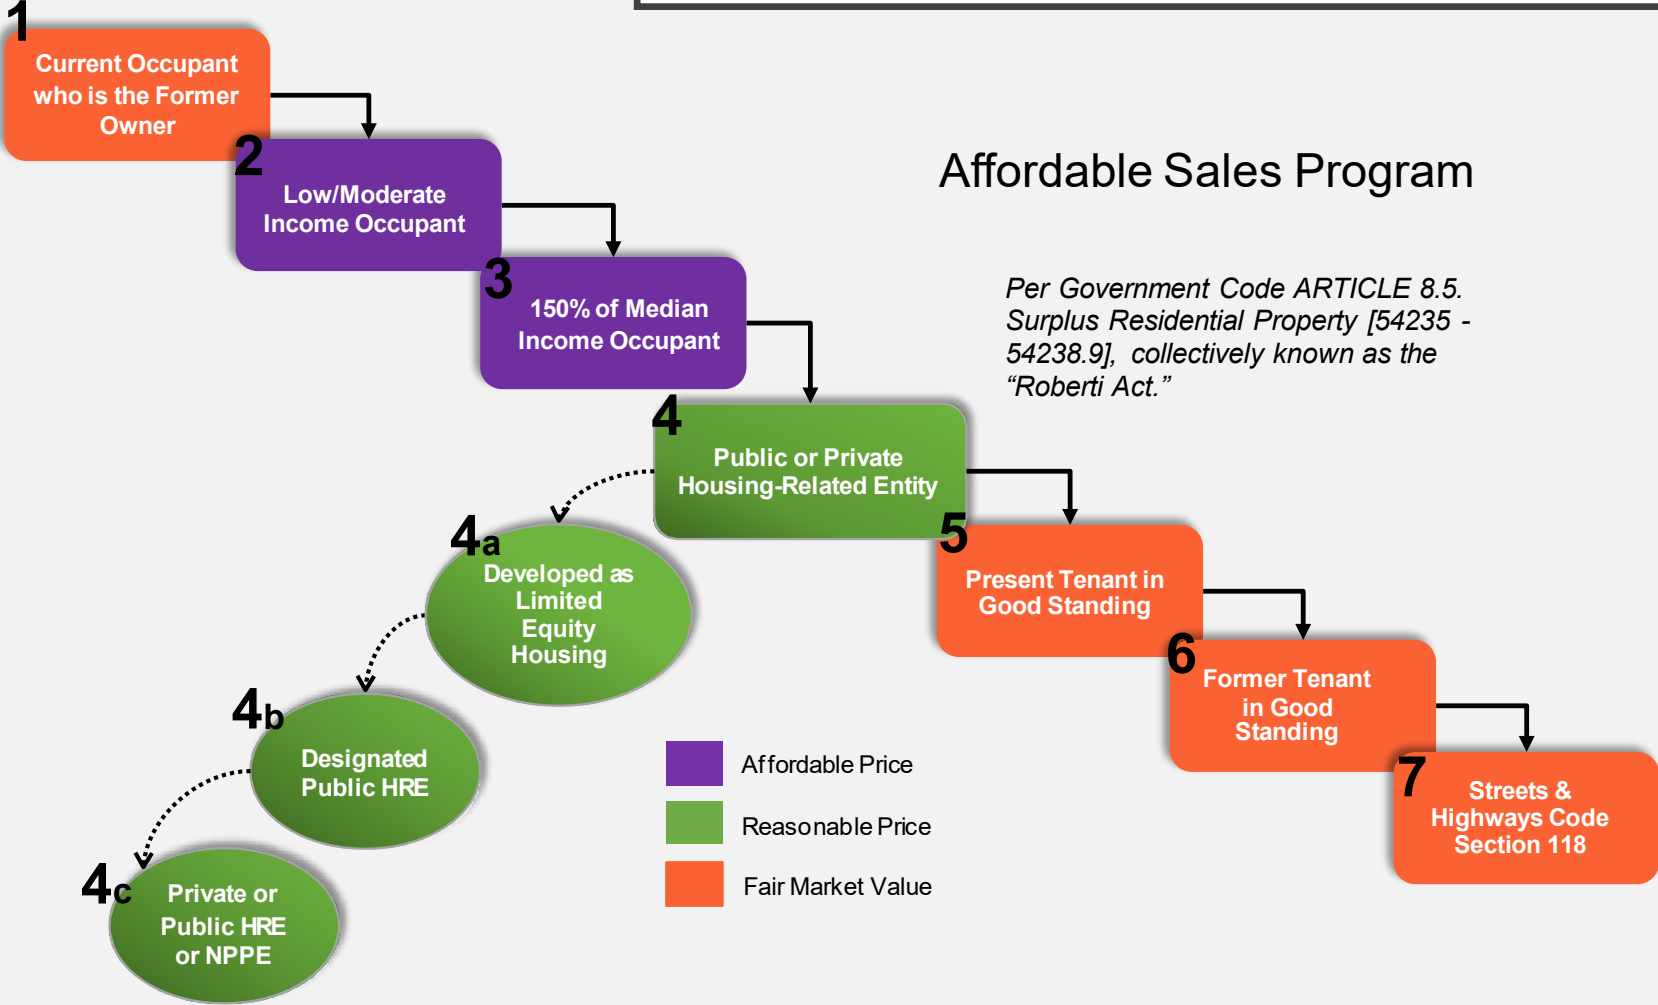 1
Current Occupant
who is the Former
Owner
2
Low/Moderate
Income Occupant
3
150% of Median
Income Occupant
Affordable Sales Program
Per Government Code ARTICLE 8.5.
Surplus Residential Property [54235 -
54238.9], collectively known as the
“Roberti Act.”
4
Public or Private
Housing-Related Entity
4a
Developed as
Limited
Equity
Housing
4b
Designated
Public HRE
4c
Private or
Public HRE
or NPPE
5
Present Tenant in
Good Standing
6
Former Tenant
in Good
Standing
7
Streets &
Highways Code
Section 118
Affordable Price
Reasonable Price
Fair Market Value